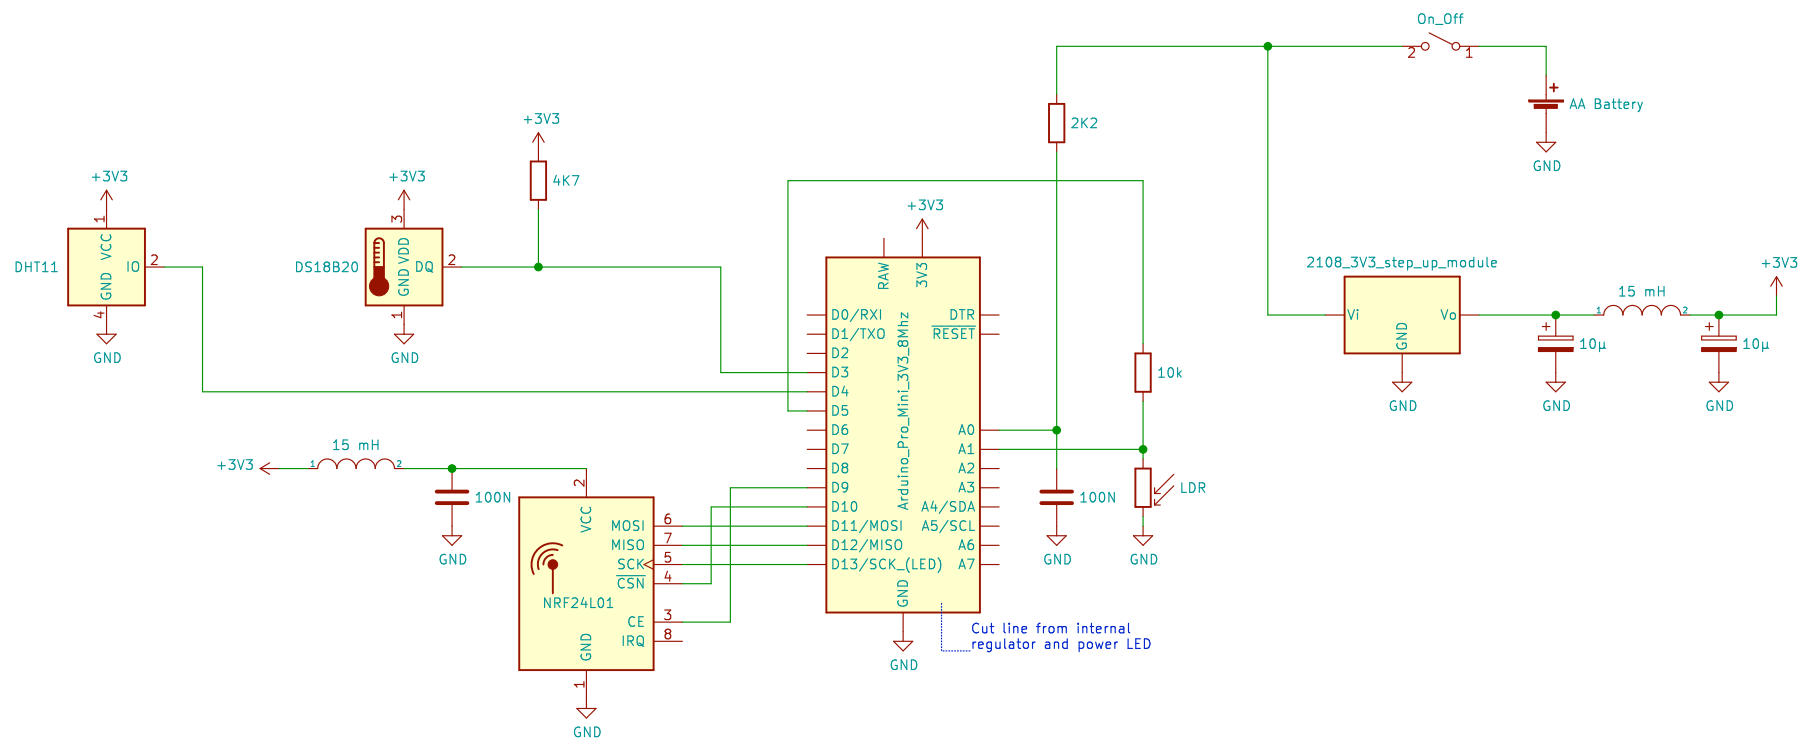 On_Off
2
1
+
AA Battery
GND
2K2
+3V3
4K7
+3V3
1
VCC
DHT11
IO
2
GND
4
GND
+3V3
3
VDD
DS18B20
DQ
2
GND
1
GND
+3V3
RAW
3V3
D0/RXI
D1/TXO
D2
D3
D4
D5
D6
D7
D8
D9
D10
D11/MOSI
D12/MISO
D13/SCK_(LED)
Arduino_Pro_Mini_3V3_8Mhz
DTR
RESET
A0
A1
A2
A3
A4/SDA
A5/SCL
A6
A7
GND
GND
Cut line from internal
regulator and power LED
10k
LDR
GND
100N
GND
2108_3V3_step_up_module
Vi
Vo
GND
GND
1
15 mH
2
+3V3
+
10µ
GND
+
10µ
GND
+3V3
1
15 mH
2
100N
GND
2
VCC
MOSI
6
MISO
7
SCK
5
CSN
4
NRF24L01
CE
3
IRQ
8
GND
1
GND